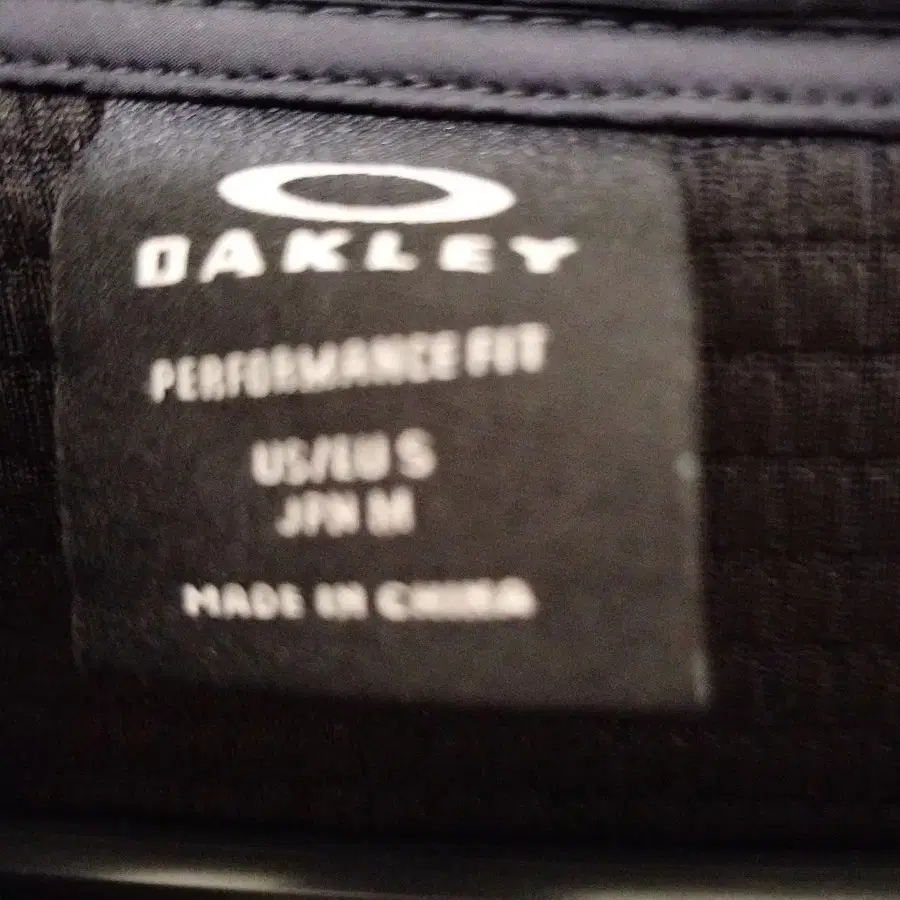 OAKLEY
PERFORMANCE FIT
US/EU S
JPN M
MADE IN CHINA